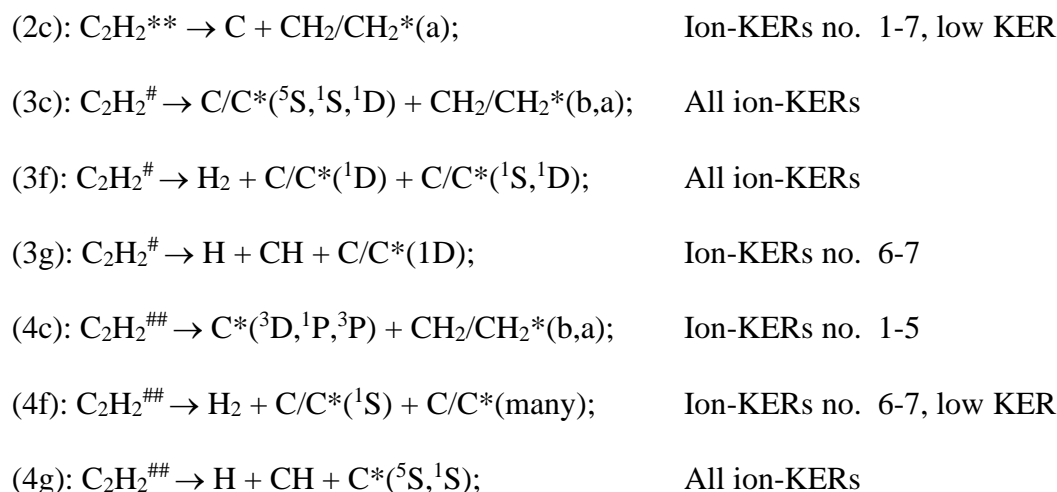 (2c): C₂H₂** → C + CH₂/CH₂*(a); Ion-KERs no. 1-7, low KER
(3c): C₂H₂^# → C/C*(⁵S,¹S,¹D) + CH₂/CH₂*(b,a); All ion-KERs
(3f): C₂H₂^# → H₂ + C/C*(¹D) + C/C*(¹S,¹D); All ion-KERs
(3g): C₂H₂^# → H + CH + C/C*(1D); Ion-KERs no. 6-7
(4c): C₂H₂^## → C*(³D,¹P,³P) + CH₂/CH₂*(b,a); Ion-KERs no. 1-5
(4f): C₂H₂^## → H₂ + C/C*(¹S) + C/C*(many); Ion-KERs no. 6-7, low KER
(4g): C₂H₂^## → H + CH + C*(⁵S,¹S); All ion-KERs